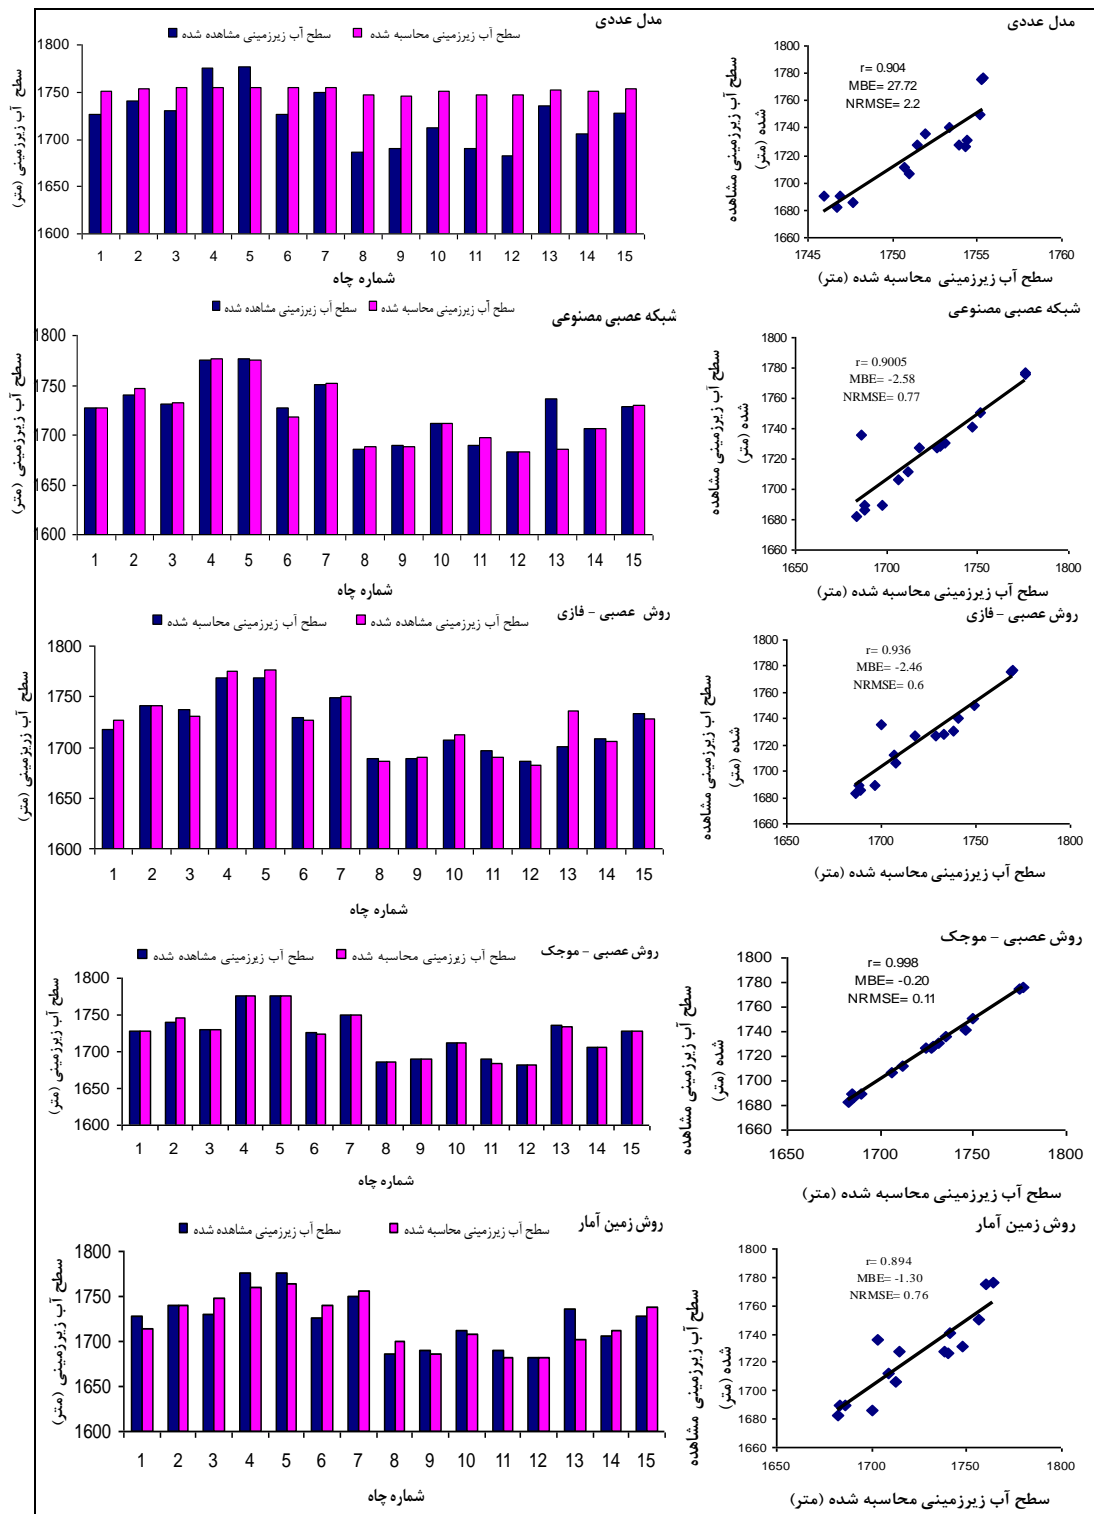 مدل عددی
سطح آب زیرزمینی مشاهده شده
سطح آب زیرزمینی محاسبه شده
سطح آب زیرزمینی (متر)
1800
1750
1700
1650
1600
1 2 3 4 5 6 7 8 9 10 11 12 13 14 15
شماره چاه
مدل عددی
r= 0.904
MBE= 27.72
NRMSE= 2.2
سطح آب زیرزمینی مشاهده
شده (متر)
1800
1780
1760
1740
1720
1700
1680
1660
1745 1750 1755 1760
سطح آب زیرزمینی محاسبه شده (متر)
شبکه عصبی مصنوعی
سطح آب زیرزمینی مشاهده شده
سطح آب زیرزمینی محاسبه شده
سطح آب زیرزمینی (متر)
1800
1750
1700
1650
1600
1 2 3 4 5 6 7 8 9 10 11 12 13 14 15
شماره چاه
شبکه عصبی مصنوعی
r= 0.9005
MBE= -2.58
NRMSE= 0.77
سطح آب زیرزمینی مشاهده
شده (متر)
1800
1780
1760
1740
1720
1700
1680
1660
1650 1700 1750 1800
سطح آب زیرزمینی محاسبه شده (متر)
روش عصبی - فازی
سطح آب زیرزمینی محاسبه شده
سطح آب زیرزمینی مشاهده شده
سطح آب زریزمینی (متر)
1800
1750
1700
1650
1600
1 2 3 4 5 6 7 8 9 10 11 12 13 14 15
شماره چاه
روش عصبی - فازی
r= 0.936
MBE= -2.46
NRMSE= 0.6
سطح اب زیرزمینی مشاهده
شده (متر)
1800
1780
1760
1740
1720
1700
1680
1660
1650 1700 1750 1800
سطح آب زیرزمینی محاسبه شده (متر)
روش عصبی - موجک
سطح آب زیرزمینی مشاهده شده
سطح آب زیرزمینی محاسبه شده
سطح آب زیرزمینی (متر)
1800
1750
1700
1650
1600
1 2 3 4 5 6 7 8 9 10 11 12 13 14 15
شماره چاه
روش عصبی - موجک
r= 0.998
MBE= -0.20
NRMSE= 0.11
سطح آب زیرزمینی مشاهده
شده (متر)
1800
1780
1760
1740
1720
1700
1680
1660
1650 1700 1750 1800
سطح آب زیرزمینی محاسبه شده (متر)
روش زمین آمار
سطح آب زیرزمینی مشاهده شده
سطح آب زیرزمینی محاسبه شده
سطح آب زیرزمینی (متر)
1800
1750
1700
1650
1600
1 2 3 4 5 6 7 8 9 10 11 12 13 14 15
شماره چاه
روش زمین آمار
r= 0.894
MBE= -1.30
NRMSE= 0.76
سطح آب زیرزمینی مشاهده
شده (متر)
1800
1780
1760
1740
1720
1700
1680
1660
1650 1700 1750 1800
سطح آب زیرزمینی محاسبه شده (متر)